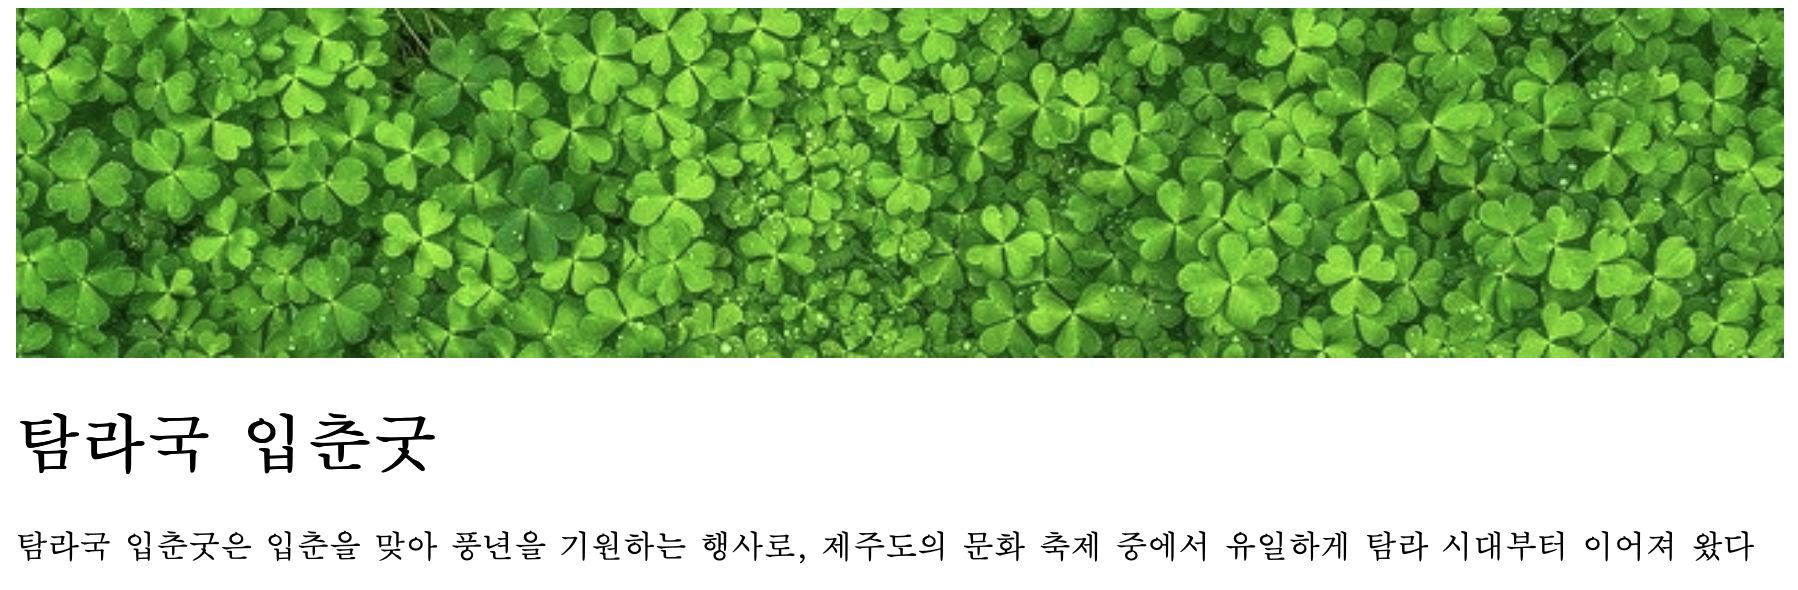 탐라국 입춘굿
탐라국 입춘굿은 입춘을 맞아 풍년을 기원하는 행사로, 제주도의 문화 축제 중에서 유일하게 탐라 시대부터 이어져 왔다